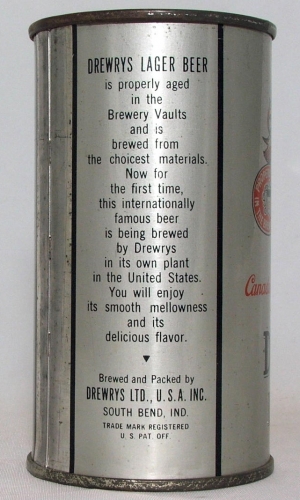 DREWRYS LAGER BEER
is properly aged
in the
Brewery Vaults
and is
brewed from
the choicest materials.
Now for
the first time,
this internationally
famous beer
is being brewed
by Drewrys
in its own plant
in the United States.
You will enjoy
its smooth mellowness
and its
delicious flavor.
Brewed and Packed by
DREWRYS LTD., U.S.A. INC.
SOUTH BEND, IND.
TRADE MARK REGISTERED
U. S. PAT. OFF.